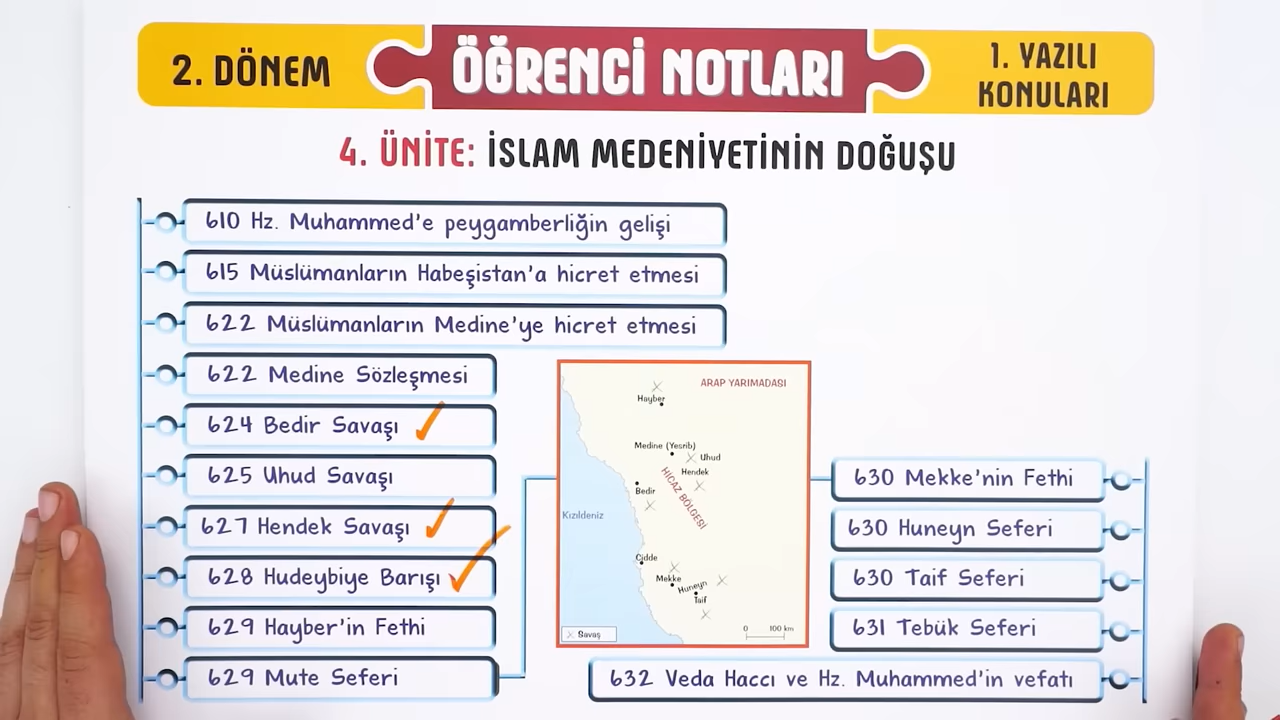 2. DÖNEM
ÖĞRENCİ NOTLARI
1. YAZILI
KONULARI
4. ÜNİTE: İSLAM MEDENİYETİNİN DOĞUŞU
610 Hz. Muhammed'e peygamberliğin gelişi
615 Müslümanların Habeşistan'a hicret etmesi
622 Müslümanların Medine'ye hicret etmesi
622 Medine Sözleşmesi
624 Bedir Savaşı
625 Uhud Savaşı
627 Hendek Savaşı
628 Hudeybiye Barışı
629 Hayber'in Fethi
629 Mute Seferi
ARAP YARIMADASI
Hayber
Medine (Yesrib)
Uhud
Hendek
HİCAZ BÖLGESİ
Bedir
Kızıldeniz
Cidde
Mekke
Huneyn
Taif
Savaş
0 100 km
630 Mekke'nin Fethi
630 Huneyn Seferi
630 Taif Seferi
631 Tebük Seferi
632 Veda Haccı ve Hz. Muhammed'in vefatı